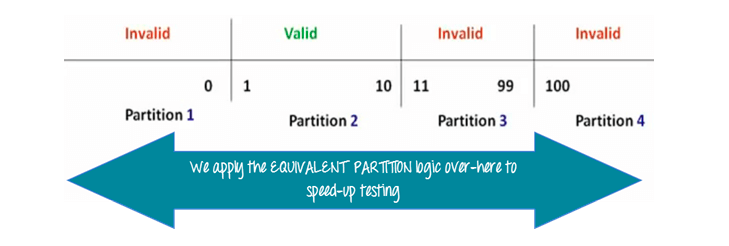 Invalid Valid Invalid Invalid
0 1 10 11 99 100
Partition 1 Partition 2 Partition 3 Partition 4
We apply the EQUIVALENT PARTITION logic over-here to
speed-up testing